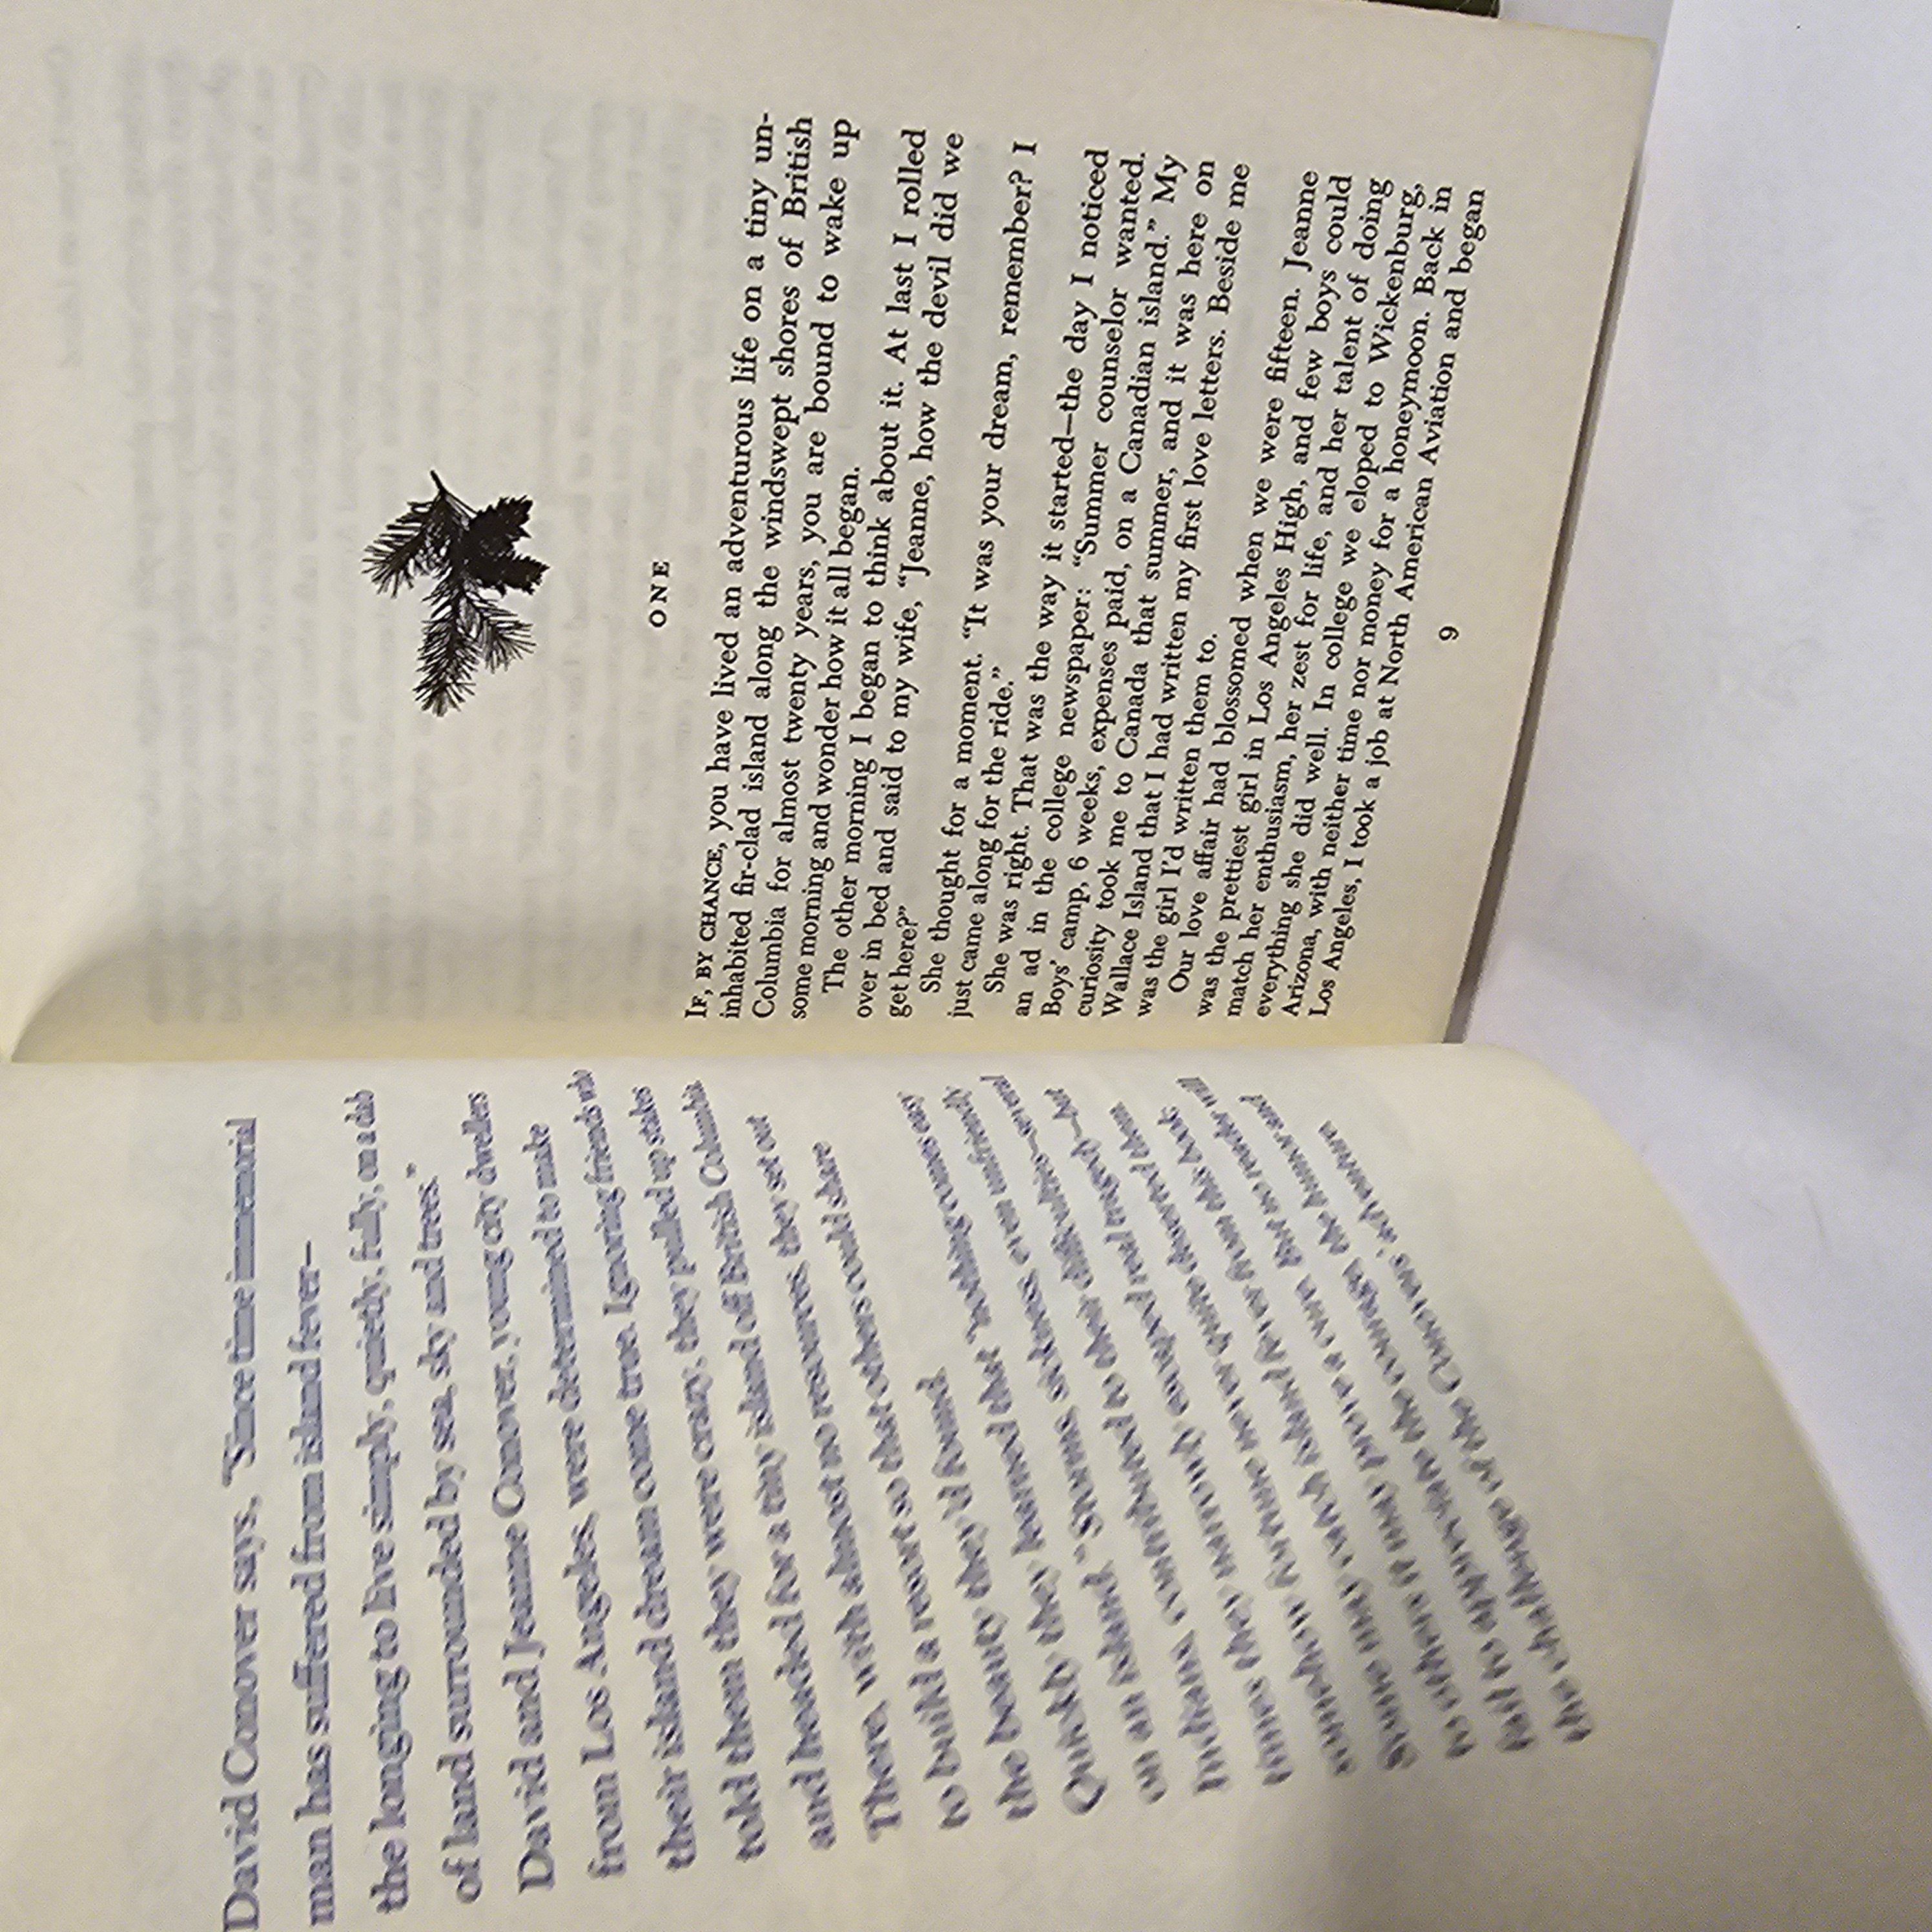 David Conover says, "Since time immemorial
man has suffered from island fever—
the longing to live simply, quietly, fully, on a dab
of land surrounded by sea, sky and trees."
David and Jeanne Conover, young city dwellers
from Los Angeles, were determined to make
their island dream come true. Ignoring friends who
told them they were crazy, they pulled up stakes
and headed for a tiny island off British Columbia.
There, with almost no resources, they set out
to build a resort so that others could share
the beauty they'd found.
Quickly they learned that "nothing comes easy
on an island." Storms, sickness, even unfriendly
Indians, contributed to their difficulties—several
times they narrowly escaped real tragedy—but
somehow fortune never quite deserted them.
Some may catch island fever from this book;
to others it may prove a cure. But no reader will
fail to appreciate the courage, the humor and
the challenge of the Conovers' adventure
ONE
IF, BY CHANCE, you have lived an adventurous life on a tiny un-
inhabited fir-clad island along the windswept shores of British
Columbia for almost twenty years, you are bound to wake up
some morning and wonder how it all began.
The other morning I began to think about it. At last I rolled
over in bed and said to my wife, “Jeanne, how the devil did we
get here?”
She thought for a moment. “It was your dream, remember? I
just came along for the ride.”
She was right. That was the way it started—the day I noticed
an ad in the college newspaper: “Summer counselor wanted.
Boys’ camp, 6 weeks, expenses paid, on a Canadian island.” My
curiosity took me to Canada that summer, and it was here on
Wallace Island that I had written my first love letters. Beside me
was the girl I’d written them to.
Our love affair had blossomed when we were fifteen. Jeanne
was the prettiest girl in Los Angeles High, and few boys could
match her enthusiasm, her zest for life, and her talent of doing
everything she did well. In college we eloped to Wickenburg,
Arizona, with neither time nor money for a honeymoon. Back in
Los Angeles, I took a job at North American Aviation and began
9